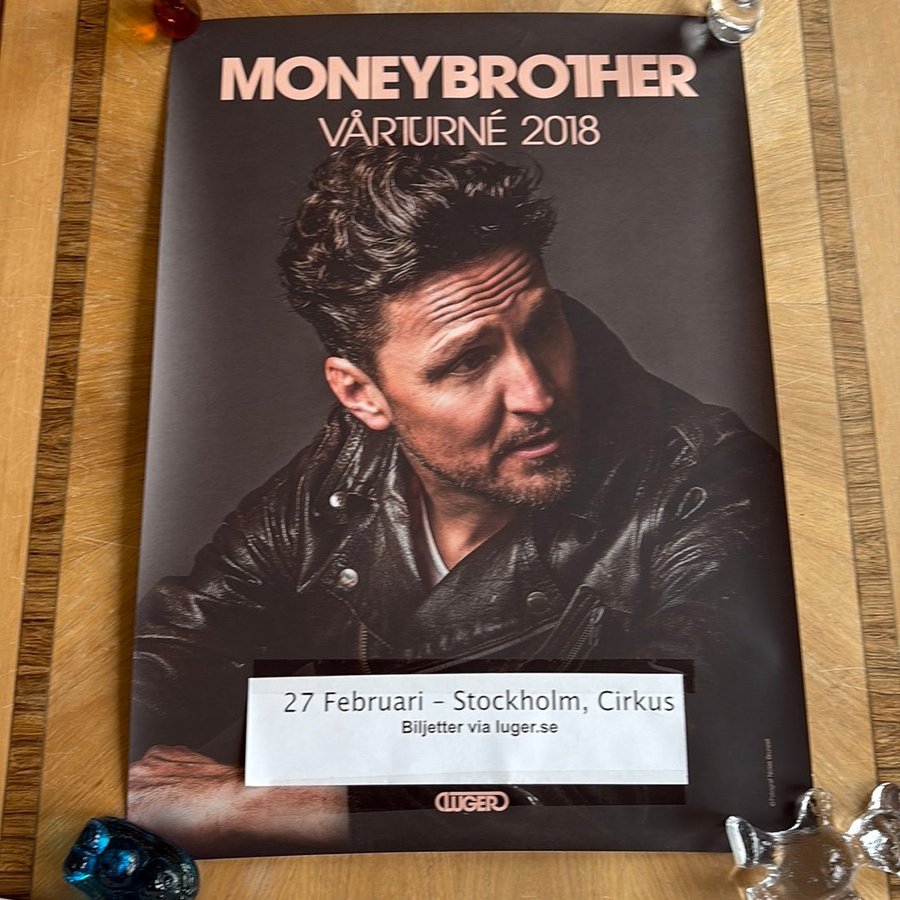 MONEYBROTHER
VÅRTURNÉ 2018
27 Februari – Stockholm, Cirkus
Biljetter via luger.se
LUGER